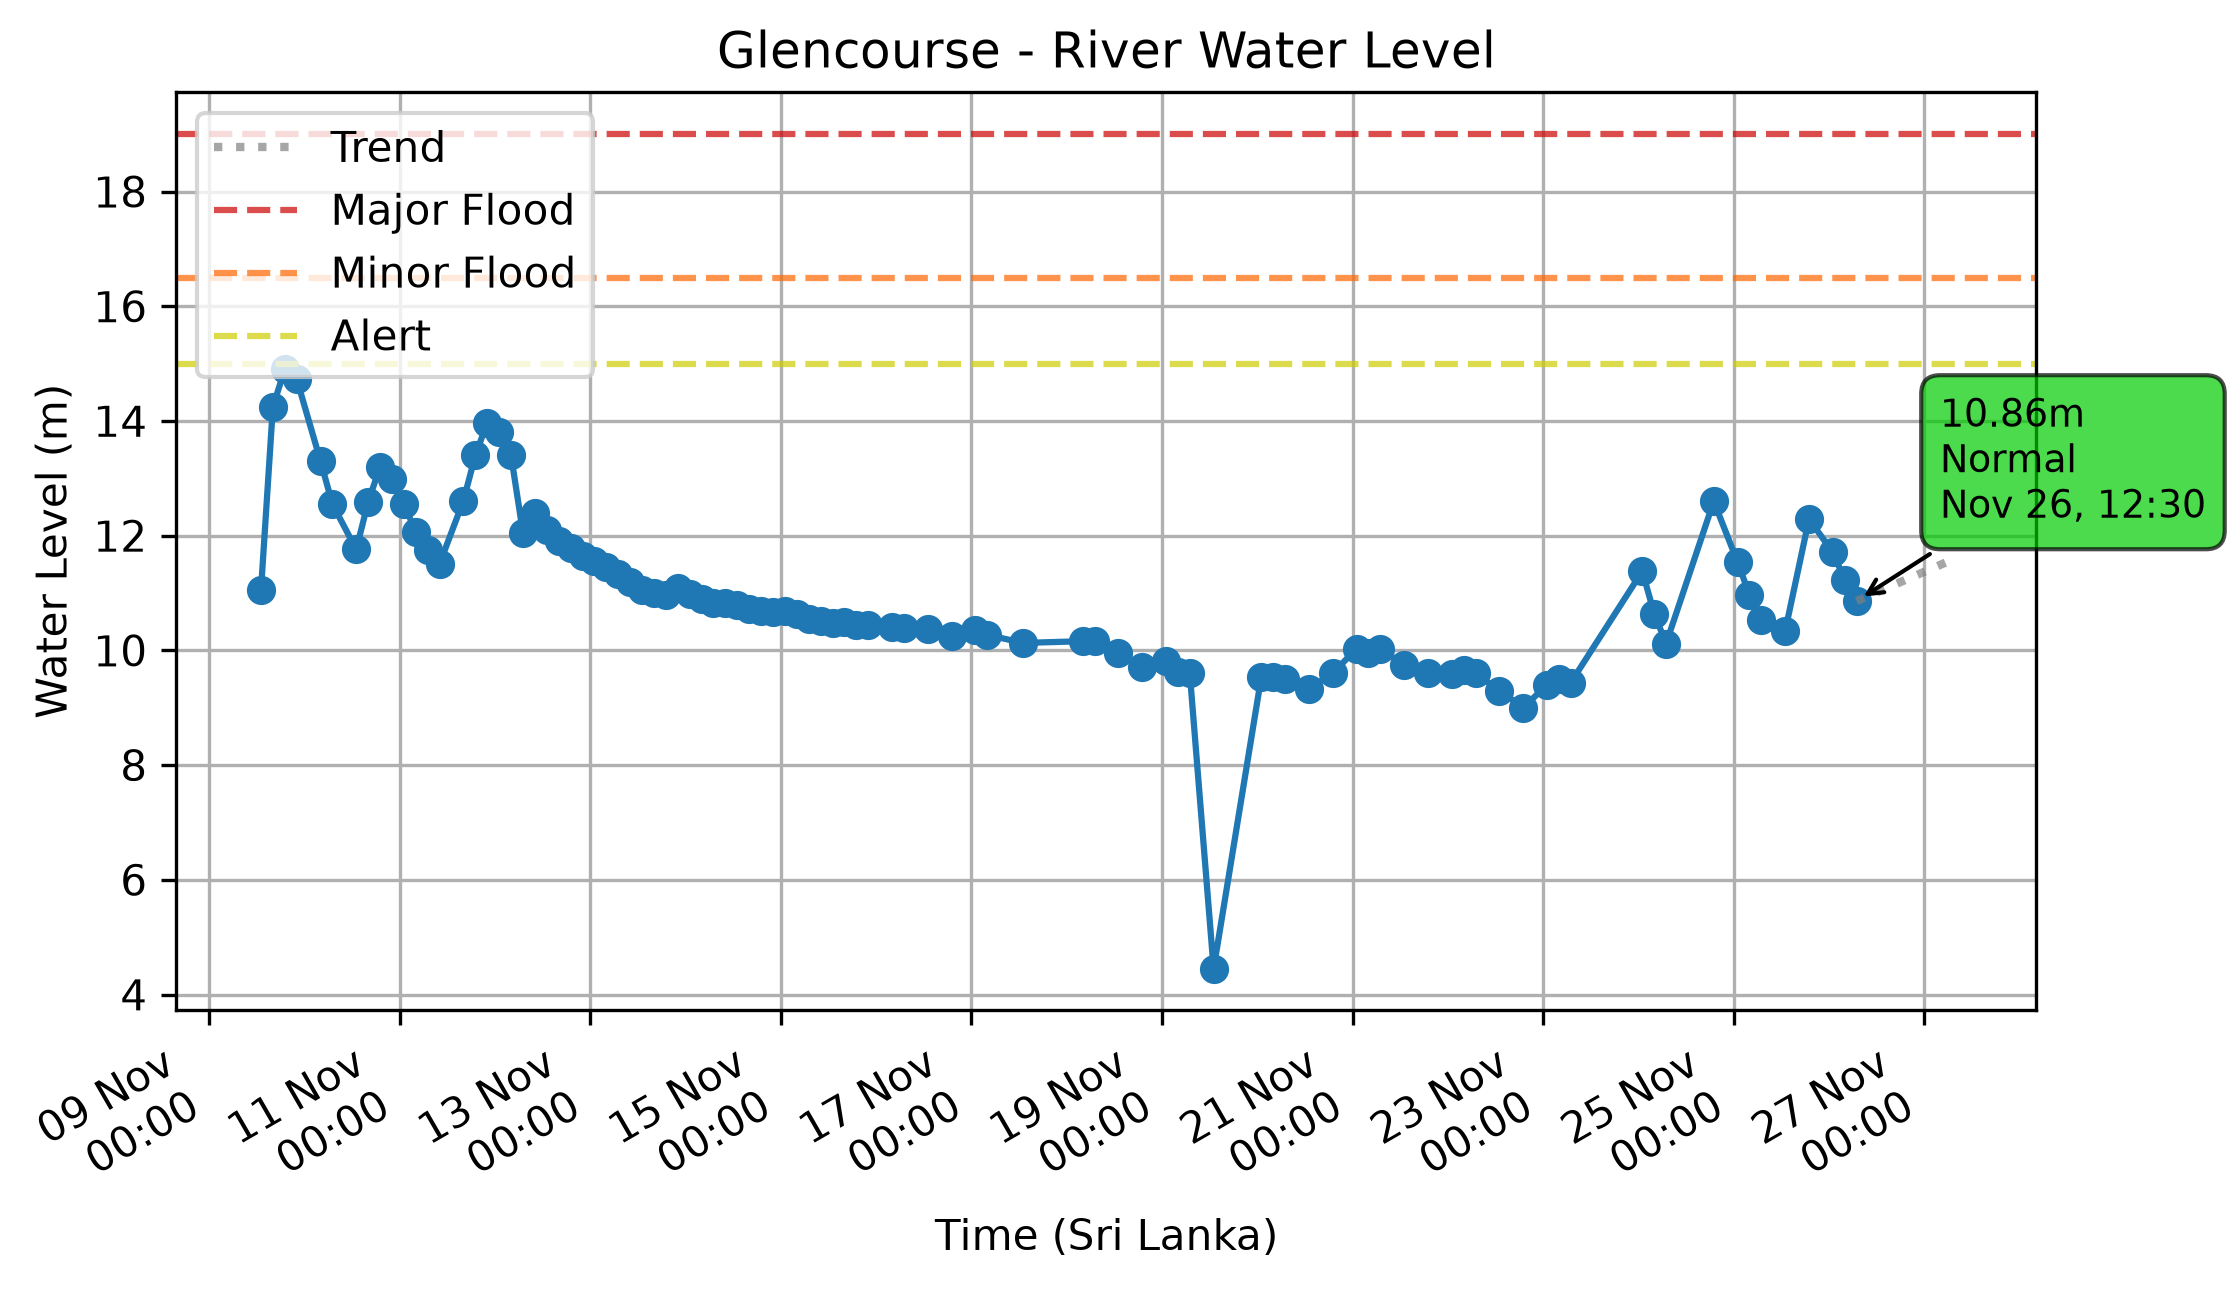 Glencourse - River Water Level
Trend
Major Flood
Minor Flood
Alert
Water Level (m)
18
16
14
12
10
8
6
4
10.86m
Normal
Nov 26, 12:30
09 Nov
00:00
11 Nov
00:00
13 Nov
00:00
15 Nov
00:00
17 Nov
00:00
19 Nov
00:00
21 Nov
00:00
23 Nov
00:00
25 Nov
00:00
27 Nov
00:00
Time (Sri Lanka)